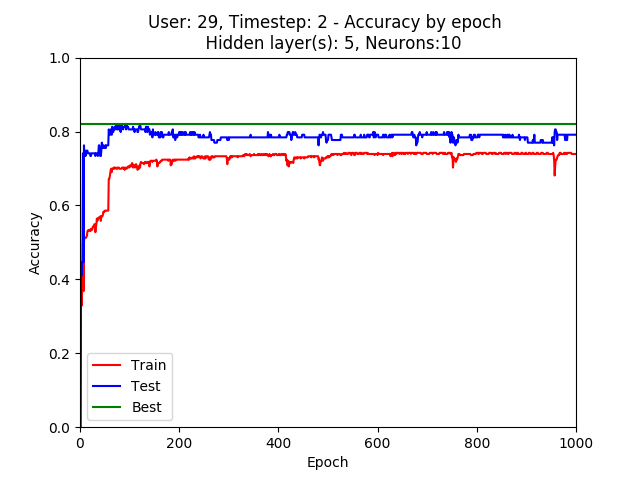 User: 29, Timestep: 2 - Accuracy by epoch
Hidden layer(s): 5, Neurons:10
1.0
0.8
0.6
0.4
0.2
0.0
Accuracy
Train
Test
Best
0 200 400 600 800 1000
Epoch